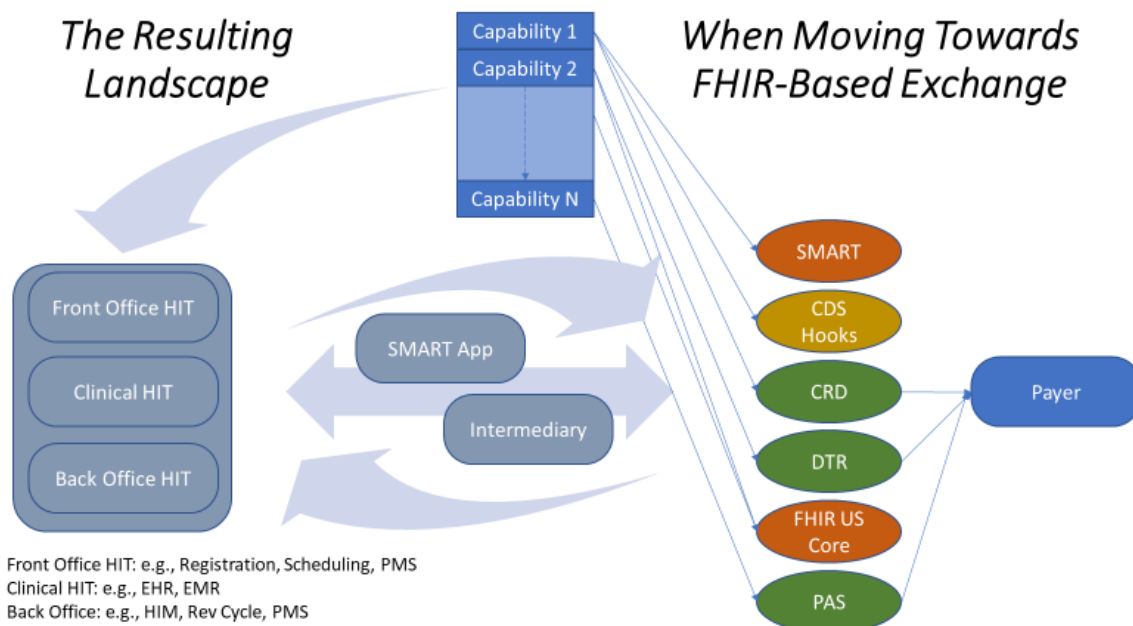 The Resulting
Landscape
When Moving Towards
FHIR-Based Exchange
Capability 1
Capability 2
Capability N
Front Office HIT
Clinical HIT
Back Office HIT
SMART App
Intermediary
SMART
CDS
Hooks
CRD
DTR
FHIR US
Core
PAS
Payer
Front Office HIT: e.g., Registration, Scheduling, PMS
Clinical HIT: e.g., EHR, EMR
Back Office: e.g., HIM, Rev Cycle, PMS